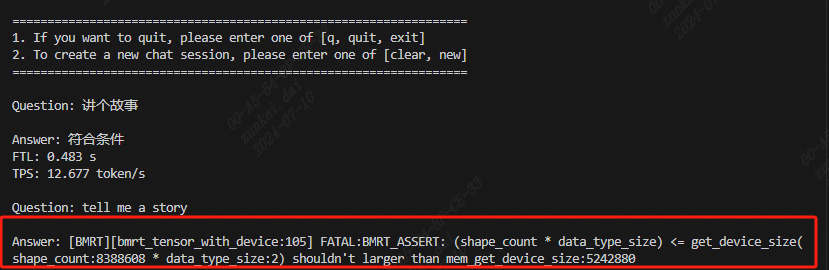 =================================================================
1. If you want to quit, please enter one of [q, quit, exit]
2. To create a new chat session, please enter one of [clear, new]
=================================================================
Question: 讲个故事
Answer: 符合条件
FTL: 0.483 s
TPS: 12.677 token/s
Question: tell me a story
Answer: [BMRT][bmrt_tensor_with_device:105] FATAL:BMRT_ASSERT: (shape_count * data_type_size) <= get_device_size(
shape_count:8388608 * data_type_size:2) shouldn't larger than mem_get_device_size:5242880